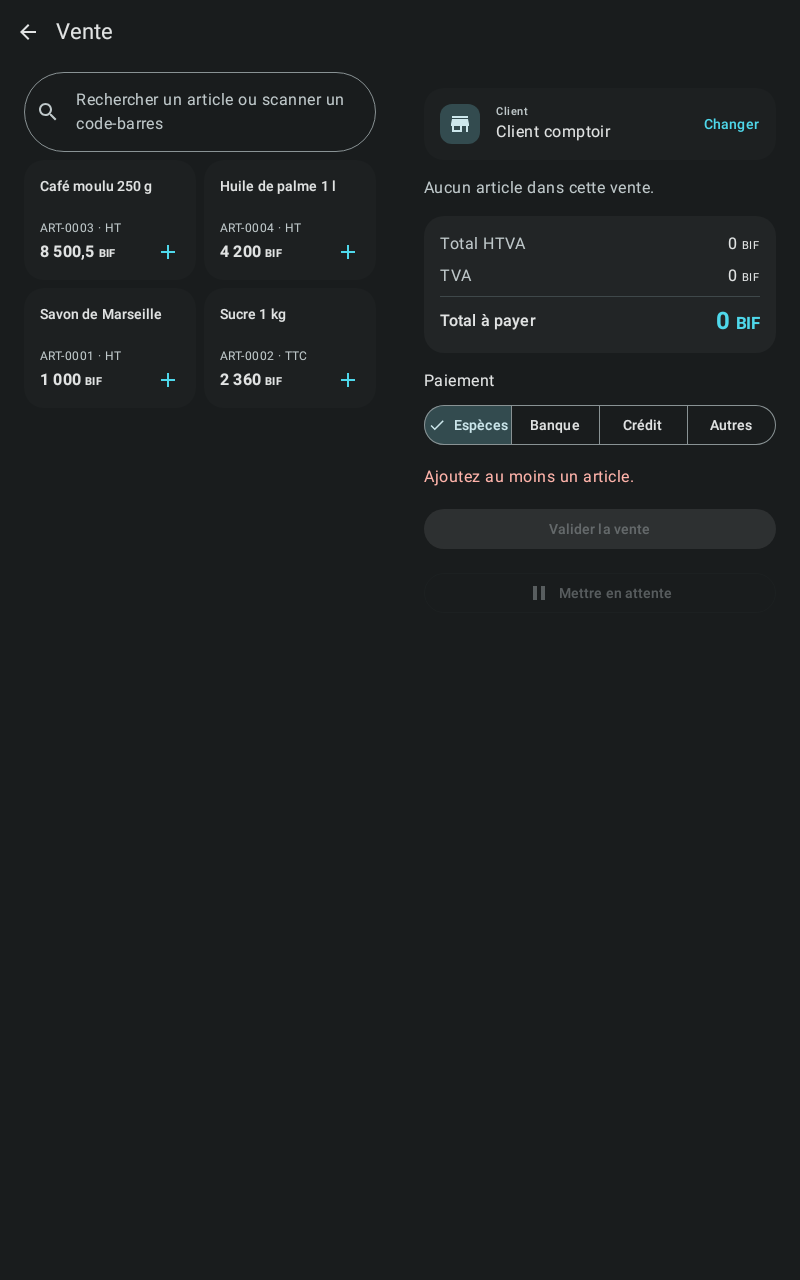 Vente
Rechercher un article ou scanner un
code-barres
Café moulu 250 g
ART-0003 · HT
8 500,5 BIF
Huile de palme 1 l
ART-0004 · HT
4 200 BIF
Savon de Marseille
ART-0001 · HT
1 000 BIF
Sucre 1 kg
ART-0002 · TTC
2 360 BIF
Client
Client comptoir
Changer
Aucun article dans cette vente.
Total HTVA 0 BIF
TVA 0 BIF
Total à payer 0 BIF
Paiement
Espèces Banque Crédit Autres
Ajoutez au moins un article.
Valider la vente
Mettre en attente